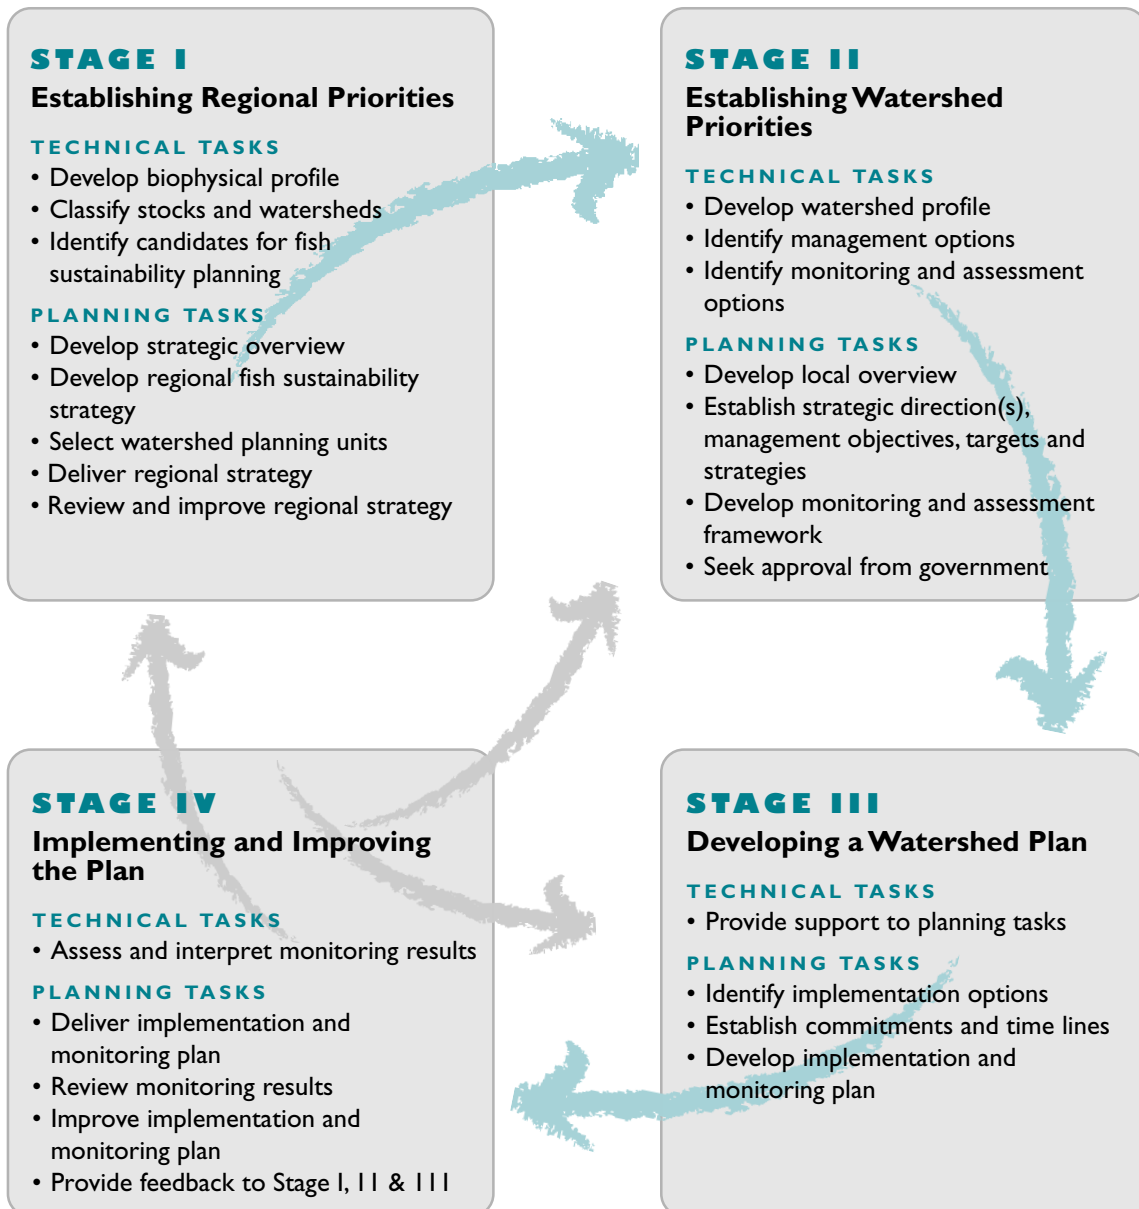 STAGE I
Establishing Regional Priorities
TECHNICAL TASKS
• Develop biophysical profile
• Classify stocks and watersheds
• Identify candidates for fish
sustainability planning
PLANNING TASKS
• Develop strategic overview
• Develop regional fish sustainability
strategy
• Select watershed planning units
• Deliver regional strategy
• Review and improve regional strategy
STAGE II
Establishing Watershed
Priorities
TECHNICAL TASKS
• Develop watershed profile
• Identify management options
• Identify monitoring and assessment
options
PLANNING TASKS
• Develop local overview
• Establish strategic direction(s),
management objectives, targets and
strategies
• Develop monitoring and assessment
framework
• Seek approval from government
STAGE IV
Implementing and Improving
the Plan
TECHNICAL TASKS
• Assess and interpret monitoring results
PLANNING TASKS
• Deliver implementation and
monitoring plan
• Review monitoring results
• Improve implementation and
monitoring plan
• Provide feedback to Stage I, 11 & 111
STAGE III
Developing a Watershed Plan
TECHNICAL TASKS
• Provide support to planning tasks
PLANNING TASKS
• Identify implementation options
• Establish commitments and time lines
• Develop implementation and
monitoring plan